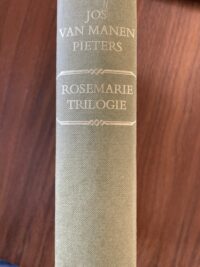 JOS
VAN MANEN
PIETERS
ROSEMARIE
TRILOGIE